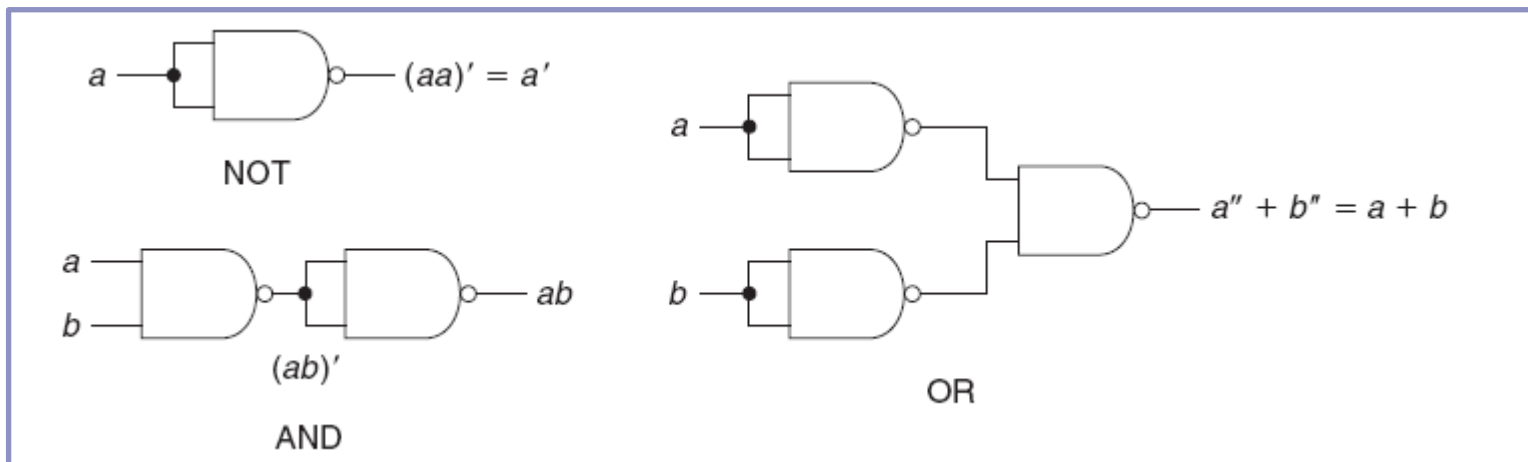 a
(aa)′ = a′
NOT
a
b
(ab)′
ab
AND
a
b
a″ + b″ = a + b
OR